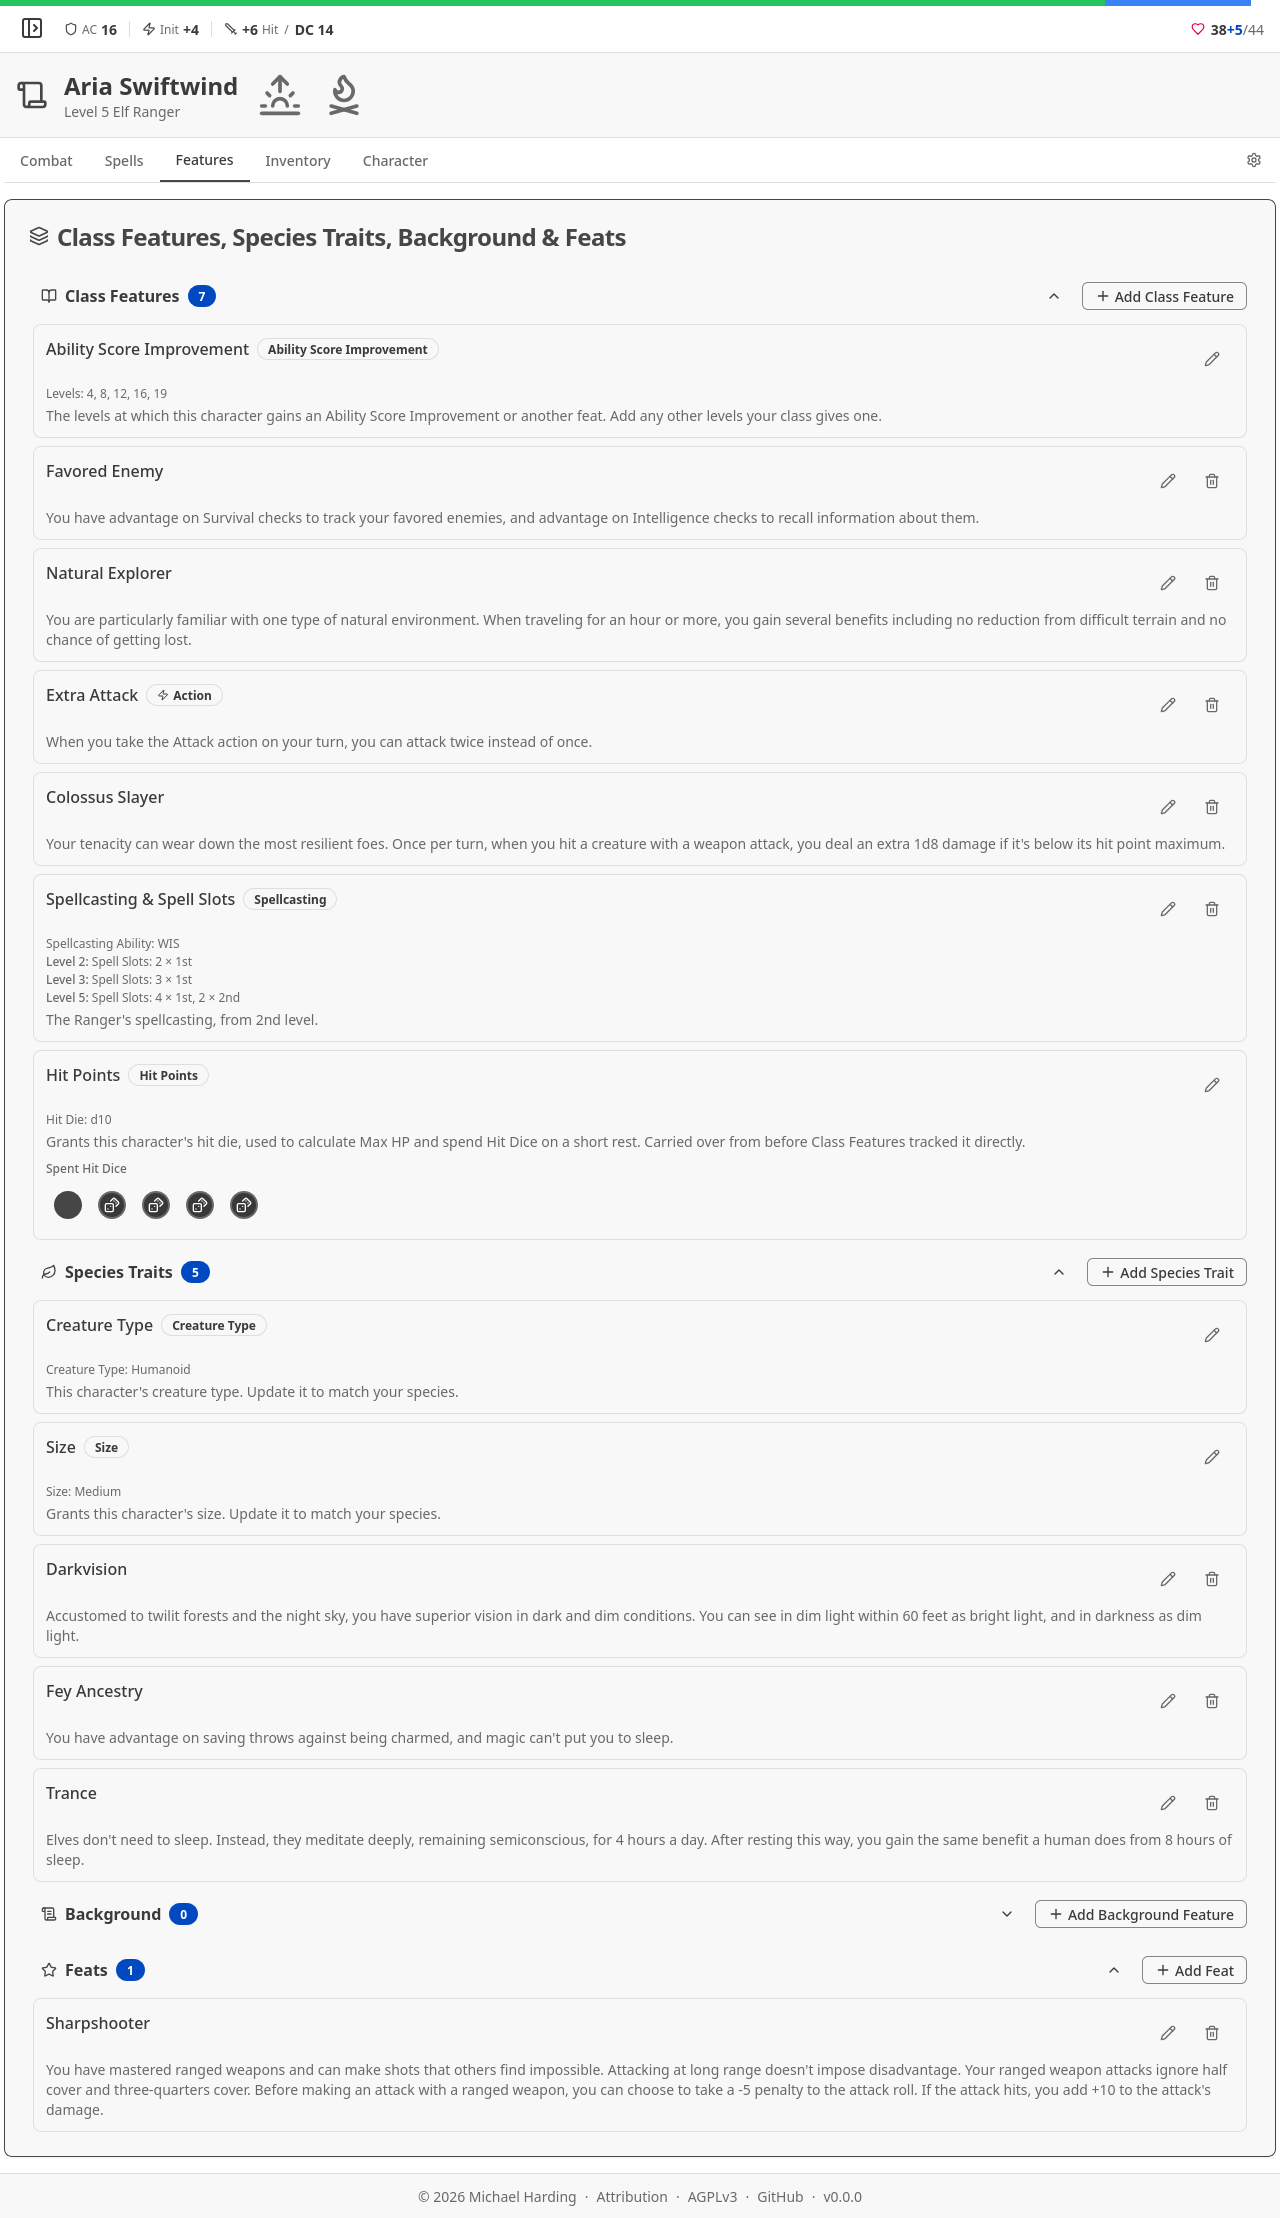 AC 16 Init +4 +6 Hit / DC 14 38+5/44
Aria Swiftwind
Level 5 Elf Ranger
Combat Spells Features Inventory Character
Class Features, Species Traits, Background & Feats
Class Features 7 Add Class Feature
Ability Score Improvement Ability Score Improvement
Levels: 4, 8, 12, 16, 19
The levels at which this character gains an Ability Score Improvement or another feat. Add any other levels your class gives one.
Favored Enemy
You have advantage on Survival checks to track your favored enemies, and advantage on Intelligence checks to recall information about them.
Natural Explorer
You are particularly familiar with one type of natural environment. When traveling for an hour or more, you gain several benefits including no reduction from difficult terrain and no
chance of getting lost.
Extra Attack Action
When you take the Attack action on your turn, you can attack twice instead of once.
Colossus Slayer
Your tenacity can wear down the most resilient foes. Once per turn, when you hit a creature with a weapon attack, you deal an extra 1d8 damage if it's below its hit point maximum.
Spellcasting & Spell Slots Spellcasting
Spellcasting Ability: WIS
Level 2: Spell Slots: 2 × 1st
Level 3: Spell Slots: 3 × 1st
Level 5: Spell Slots: 4 × 1st, 2 × 2nd
The Ranger's spellcasting, from 2nd level.
Hit Points Hit Points
Hit Die: d10
Grants this character's hit die, used to calculate Max HP and spend Hit Dice on a short rest. Carried over from before Class Features tracked it directly.
Spent Hit Dice
Species Traits 5 Add Species Trait
Creature Type Creature Type
Creature Type: Humanoid
This character's creature type. Update it to match your species.
Size Size
Size: Medium
Grants this character's size. Update it to match your species.
Darkvision
Accustomed to twilit forests and the night sky, you have superior vision in dark and dim conditions. You can see in dim light within 60 feet as bright light, and in darkness as dim
light.
Fey Ancestry
You have advantage on saving throws against being charmed, and magic can't put you to sleep.
Trance
Elves don't need to sleep. Instead, they meditate deeply, remaining semiconscious, for 4 hours a day. After resting this way, you gain the same benefit a human does from 8 hours of
sleep.
Background 0 Add Background Feature
Feats 1 Add Feat
Sharpshooter
You have mastered ranged weapons and can make shots that others find impossible. Attacking at long range doesn't impose disadvantage. Your ranged weapon attacks ignore half
cover and three-quarters cover. Before making an attack with a ranged weapon, you can choose to take a -5 penalty to the attack roll. If the attack hits, you add +10 to the attack's
damage.
© 2026 Michael Harding · Attribution · AGPLv3 · GitHub · v0.0.0